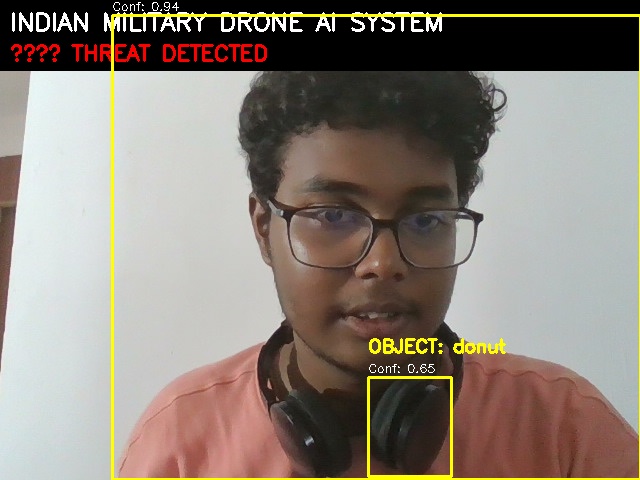 Conf: 0.94
INDIAN MILITARY DRONE AI SYSTEM
???? THREAT DETECTED
OBJECT: donut
Conf: 0.65